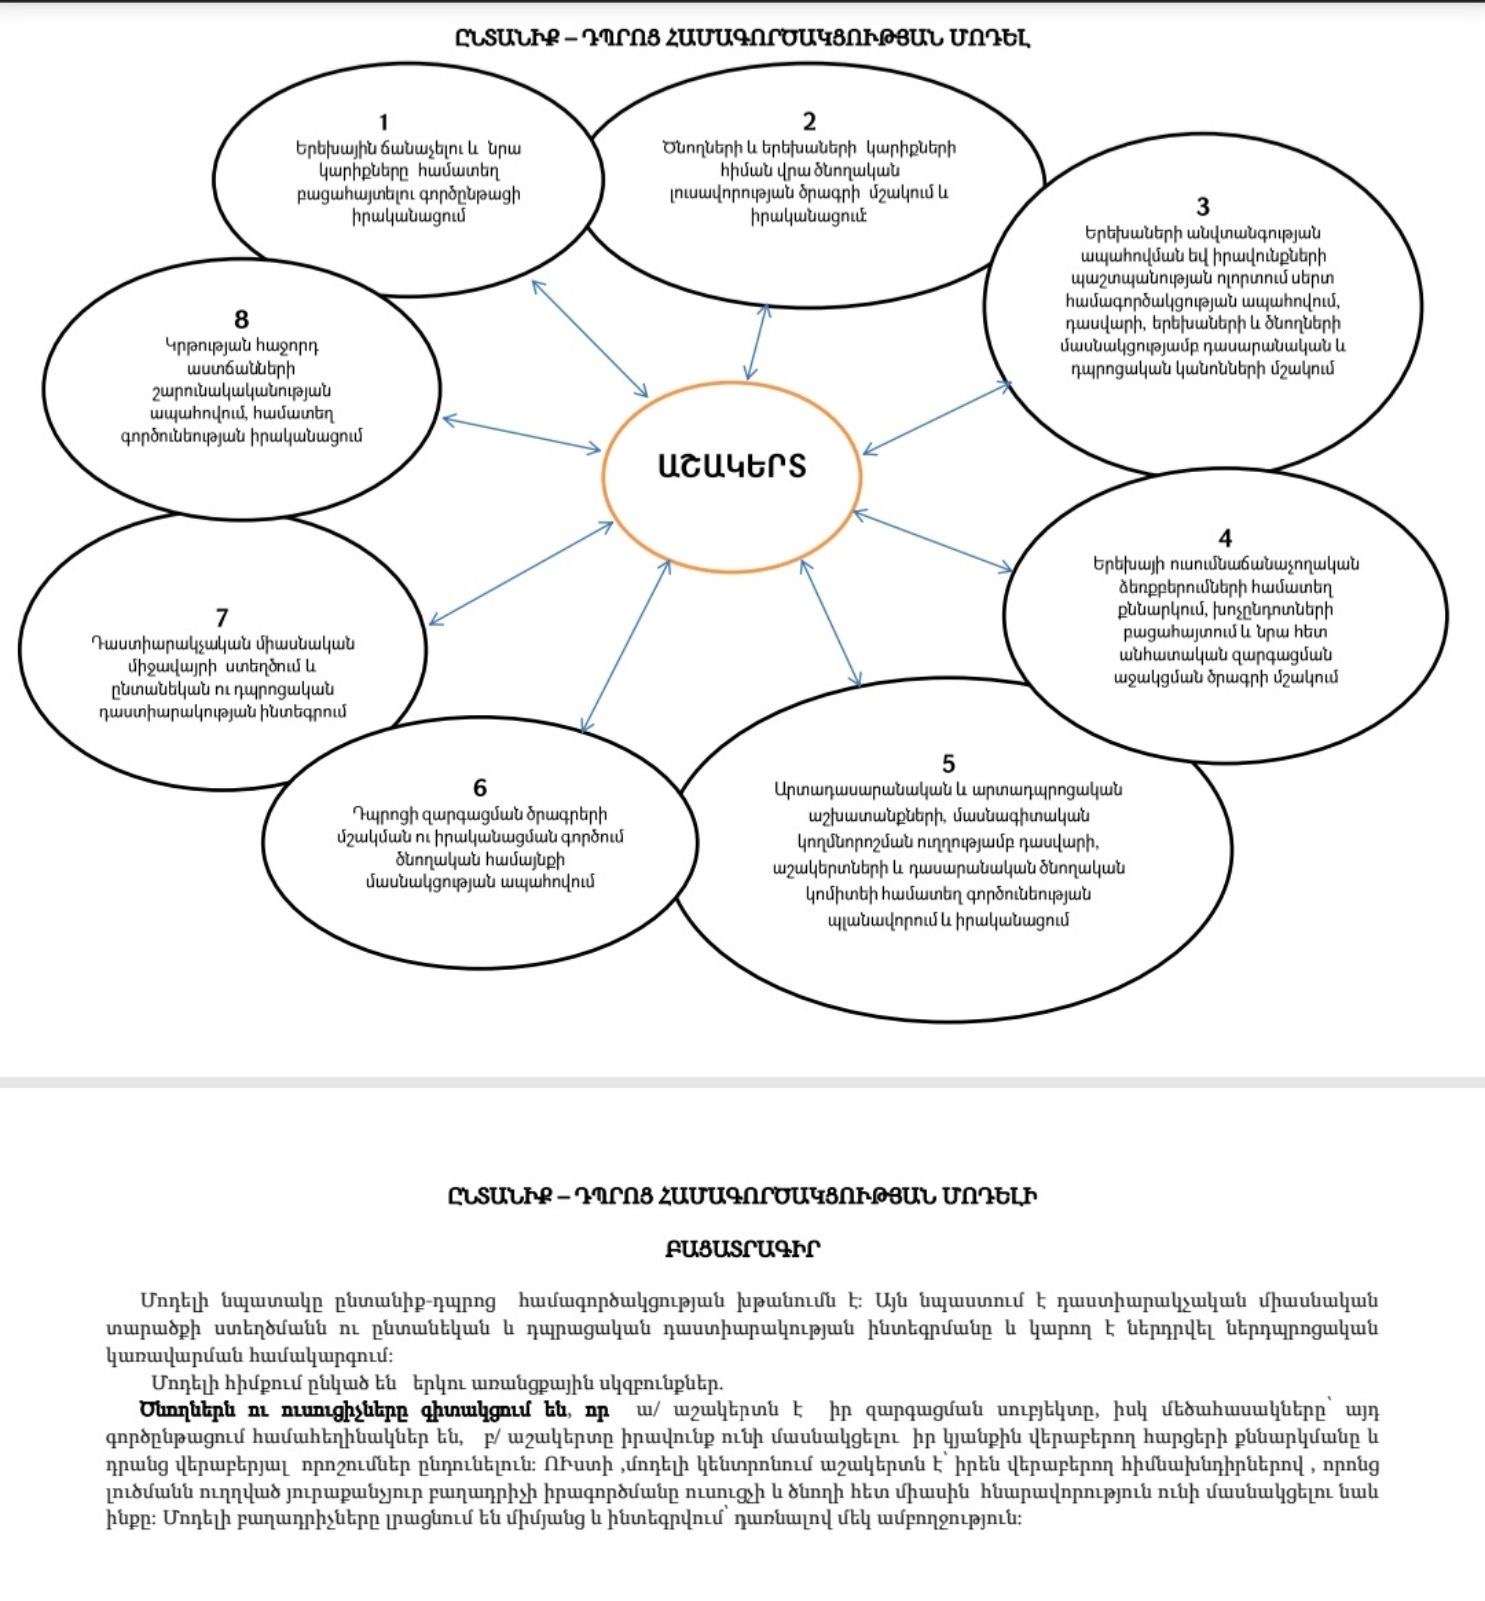 ԸՆՏԱՆԻՔ – ԴՊՐՈՑ ՀԱՄԱԳՈՐԾԱԿՑՈՒԹՅԱՆ ՄՈԴԵԼ
1
Երեխային ճանաչելու և նրա
կարիքները համատեղ
բացահայտելու գործընթացի
իրականացում
2
Ծնողների և երեխաների կարիքների
հիման վրա ծնողական
լուսավորության ծրագրի մշակում և
իրականացում:
3
Երեխաների անվտանգության
ապահովման եվ իրավունքների
պաշտպանության ոլորտում սերտ
համագործակցության ապահովում,
դասվարի, երեխաների և ծնողների
մասնակցությամբ դասարանական և
դպրոցական կանոնների մշակում
4
Երեխայի ուսումնաճանաչողական
ձեռքբերումների համատեղ
քննարկում, խոչընդոտների
բացահայտում և նրա հետ
անհատական զարգացման
աջակցման ծրագրի մշակում
5
Արտադասարանական և արտադպրոցական
աշխատանքների, մասնագիտական
կողմնորոշման ուղղությամբ դասվարի,
աշակերտների և դասարանական ծնողական
կոմիտեի համատեղ գործունեության
պլանավորում և իրականացում
6
Դպրոցի զարգացման ծրագրերի
մշակման ու իրականացման գործում
ծնողական համայնքի
մասնակցության ապահովում
7
Դաստիարակչական միասնական
միջավայրի ստեղծում և
ընտանեկան ու դպրոցական
դաստիարակության ինտեգրում
8
Կրթության հաջորդ
աստճանների
շարունակականության
ապահովում, համատեղ
գործունեության իրականացում
ԱՇԱԿԵՐՏ
ԸՆՏԱՆԻՔ – ԴՊՐՈՑ ՀԱՄԱԳՈՐԾԱԿՑՈՒԹՅԱՆ ՄՈԴԵԼԻ
ԲԱՑԱՏՐԱԳԻՐ
Մոդելի նպատակը ընտանիք-դպրոց համագործակցության խթանումն է: Այն նպաստում է դաստիարակչական միասնական
տարածքի ստեղծմանն ու ընտանեկան և դպրացական դաստիարակության ինտեգրմանը և կարող է ներդրվել ներդպրոցական
կառավարման համակարգում:
Մոդելի հիմքում ընկած են երկու առանցքային սկզբունքներ.
Ծնողներն ու ուսուցիչները գիտակցում են, որ ա/ աշակերտն է իր զարգացման սուբյեկտը, իսկ մեծահասակները՝ այդ
գործընթացում համահեղինակներ են, բ/ աշակերտը իրավունք ունի մասնակցելու իր կյանքին վերաբերող հարցերի քննարկմանը և
դրանց վերաբերյալ որոշումներ ընդունելուն: ՈՒստի ,մոդելի կենտրոնում աշակերտն է՝ իրեն վերաբերող հիմնախնդիրներով , որոնց
լուծմանն ուղղված յուրաքանչյուր բաղադրիչի իրագործմանը ուսուցչի և ծնողի հետ միասին հնարավորություն ունի մասնակցելու նաև
ինքը: Մոդելի բաղադրիչները լրացնում են միմյանց և ինտեգրվում՝ դառնալով մեկ ամբողջություն: